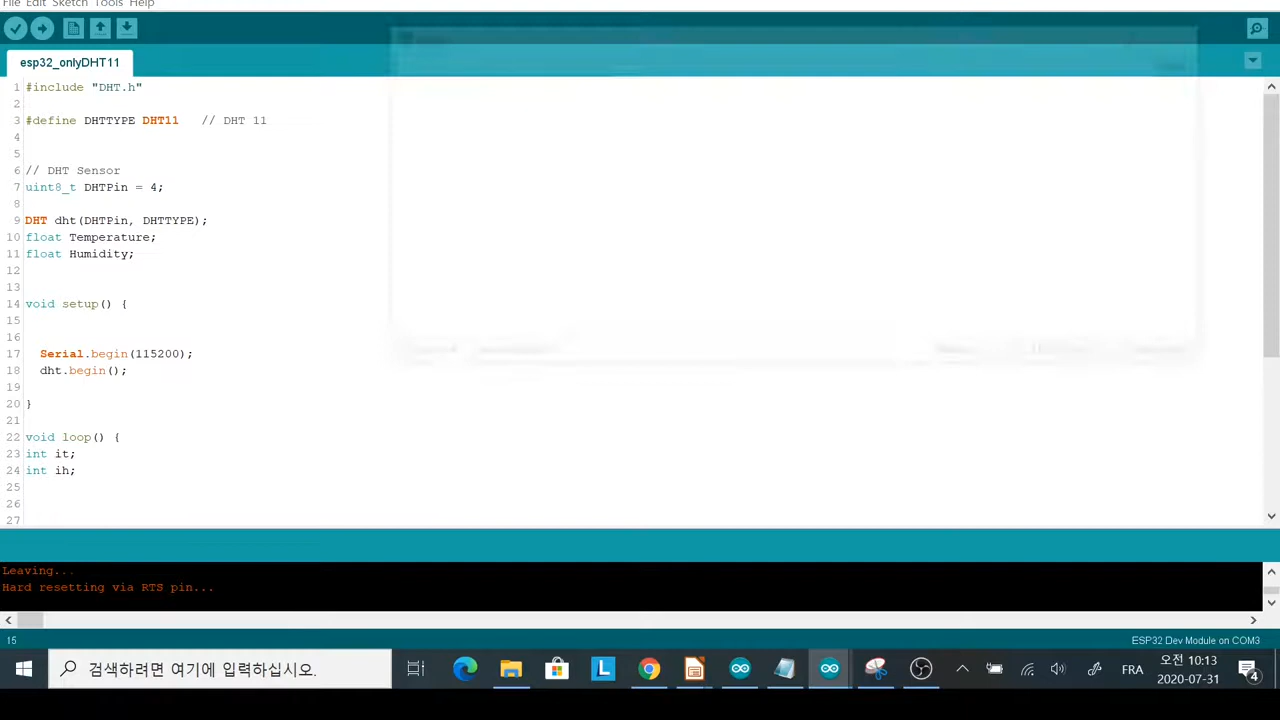 File Edit Sketch Tools Help
esp32_onlyDHT11
1 #include "DHT.h"
2
3 #define DHTTYPE DHT11 // DHT 11
4
5
6 // DHT Sensor
7 uint8_t DHTPin = 4;
8
9 DHT dht(DHTPin, DHTTYPE);
10 float Temperature;
11 float Humidity;
12
13
14 void setup() {
15
16
17 Serial.begin(115200);
18 dht.begin();
19
20 }
21
22 void loop() {
23 int it;
24 int ih;
25
26
27
Leaving...
Hard resetting via RTS pin...
15
ESP32 Dev Module on COM3
검색하려면 여기에 입력하십시오.
L
FRA
오전 10:13
2020-07-31
4